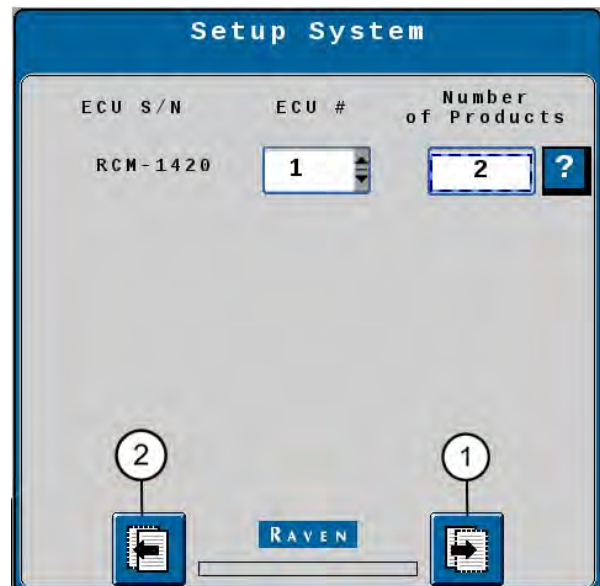 Setup System
ECU S/N ECU # Number of Products
RCM-1420 1 2 ?
2 1
RAVEN